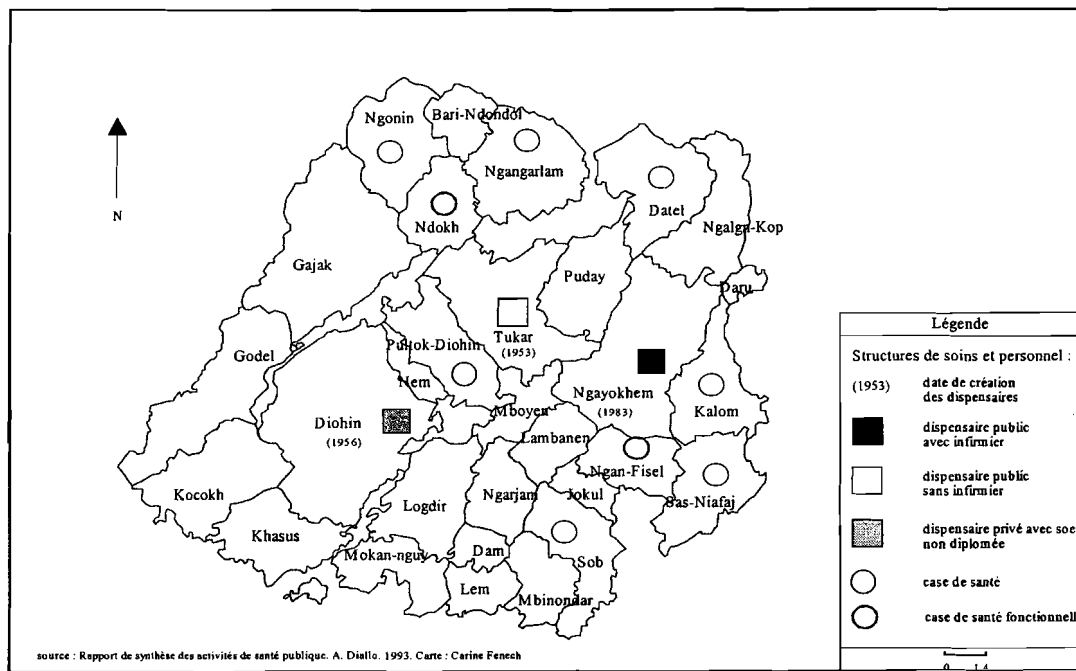 Ngonin
Bari-Ndondol
Ngangarlam
Ndokh
Datel
Ngalga-Kop
Gajak
Puday
Daru
Tukar
(1953)
Godel
Pultok-Diohin
Nem
Ngayokhem
(1983)
Kalom
Mboyen
Diohin
(1956)
Lambanem
Ngan-Fisel
Sas-Niafaj
Kocokh
Logdir
Ngarjam
Jokul
Khasus
Mokan-nguy
Dam
Sob
Lem
Mbinondar
N
Légende
Structures de soins et personnel :
(1953) date de création
des dispensaires
dispensaire public
avec infirmier
dispensaire public
sans infirmier
dispensaire privé avec soe
non diplomée
case de santé
case de santé fonctionnell
0 1,4
source : Rapport de synthèse des activités de santé publique. A. Diallo. 1993. Carte : Carine Fenech